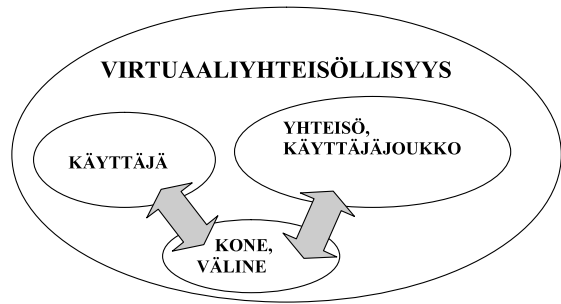 VIRTUAALIYHTEISÖLLISYYS
KÄYTTÄJÄ
YHTEISÖ,
KÄYTTÄJÄJOUKKO
KONE,
VÄLINE